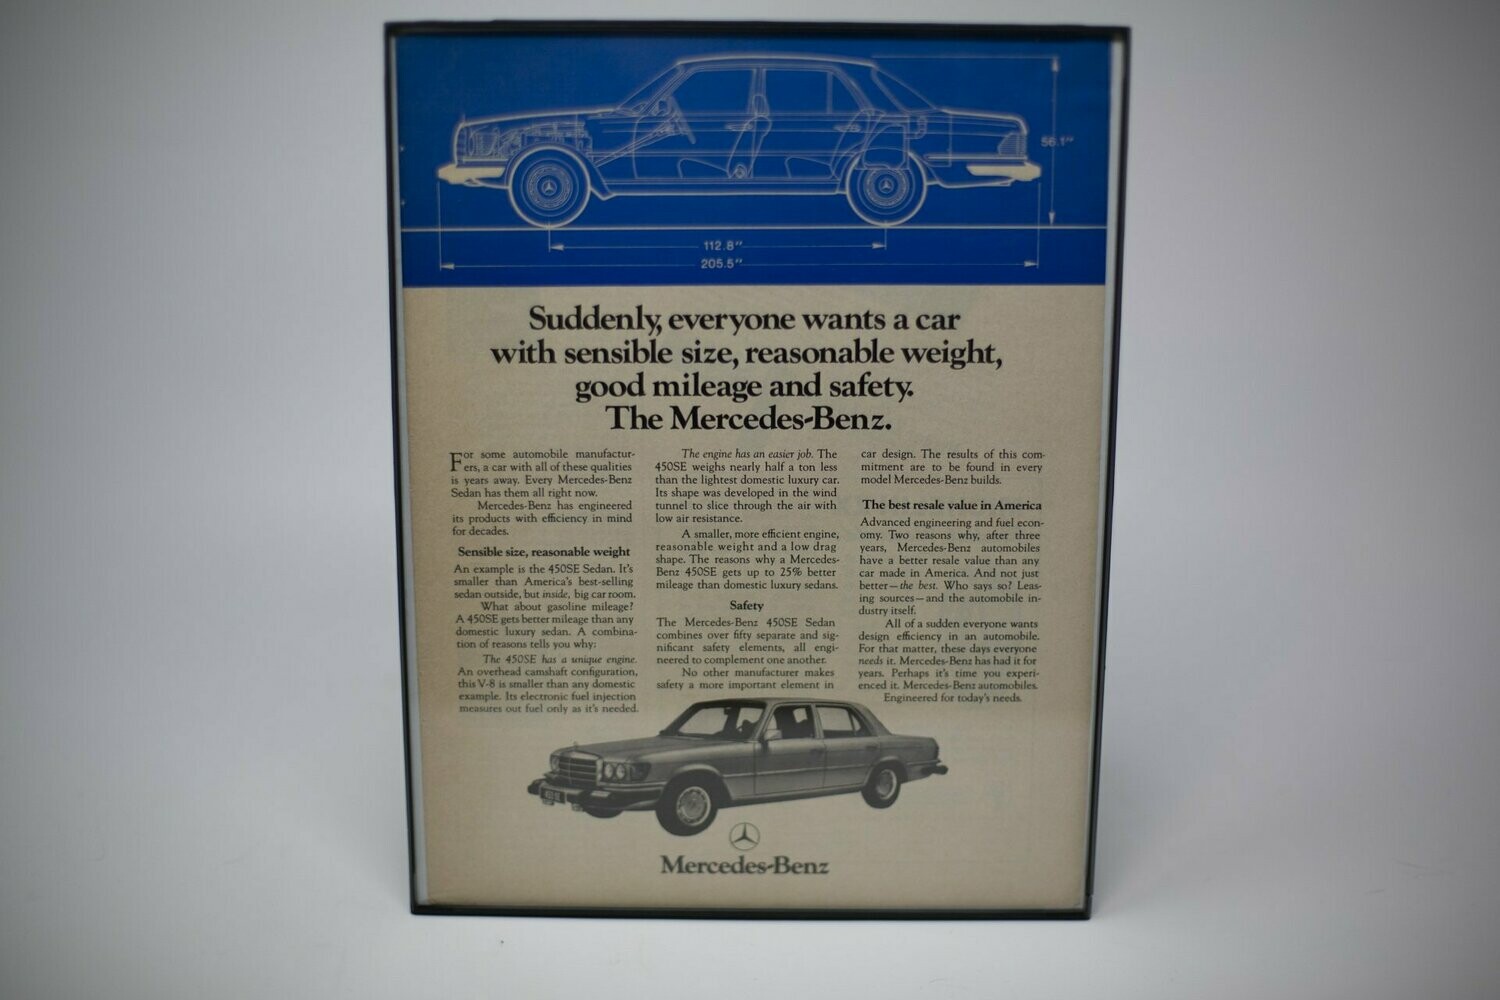 56.1"
112.8"
205.5"
Suddenly, everyone wants a car
with sensible size, reasonable weight,
good mileage and safety.
The Mercedes-Benz.
For some automobile manufactur-
ers, a car with all of these qualities
is years away. Every Mercedes-Benz
Sedan has them all right now.
Mercedes-Benz has engineered
its products with efficiency in mind
for decades.
Sensible size, reasonable weight
An example is the 450SE Sedan. It's
smaller than America's best-selling
sedan outside, but inside, big car room.
What about gasoline mileage?
A 450SE gets better mileage than any
domestic luxury sedan. A combina-
tion of reasons tells you why:
The 450SE has a unique engine.
An overhead camshaft configuration,
this V-8 is smaller than any domestic
example. Its electronic fuel injection
measures out fuel only as it's needed.
The engine has an easier job. The
450SE weighs nearly half a ton less
than the lightest domestic luxury car.
Its shape was developed in the wind
tunnel to slice through the air with
low air resistance.
A smaller, more efficient engine,
reasonable weight and a low drag
shape. The reasons why a Mercedes-
Benz 450SE gets up to 25% better
mileage than domestic luxury sedans.
Safety
The Mercedes-Benz 450SE Sedan
combines over fifty separate and sig-
nificant safety elements, all engi-
neered to complement one another.
No other manufacturer makes
safety a more important element in
car design. The results of this com-
mitment are to be found in every
model Mercedes-Benz builds.
The best resale value in America
Advanced engineering and fuel econ-
omy. Two reasons why, after three
years, Mercedes-Benz automobiles
have a better resale value than any
car made in America. And not just
better—the best. Who says so? Leas-
ing sources—and the automobile in-
dustry itself.
All of a sudden everyone wants
design efficiency in an automobile.
For that matter, these days everyone
needs it. Mercedes-Benz has had it for
years. Perhaps it's time you experi-
enced it. Mercedes-Benz automobiles.
Engineered for today's needs.
Mercedes-Benz